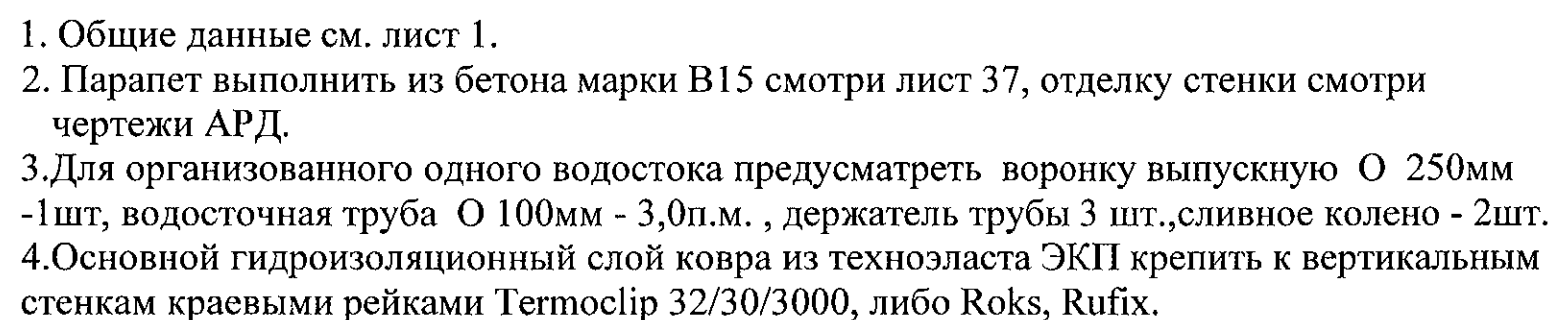 1. Общие данные см. лист 1.
2. Парапет выполнить из бетона марки В15 смотри лист 37, отделку стенки смотри
чертежи АРД.
3.Для организованного одного водостока предусматреть воронку выпускную О 250мм
-1шт, водосточная труба О 100мм - 3,0п.м. , держатель трубы 3 шт.,сливное колено - 2шт.
4.Основной гидроизоляционный слой ковра из техноэласта ЭКП крепить к вертикальным
стенкам краевыми рейками Termoclip 32/30/3000, либо Roks, Rufix.